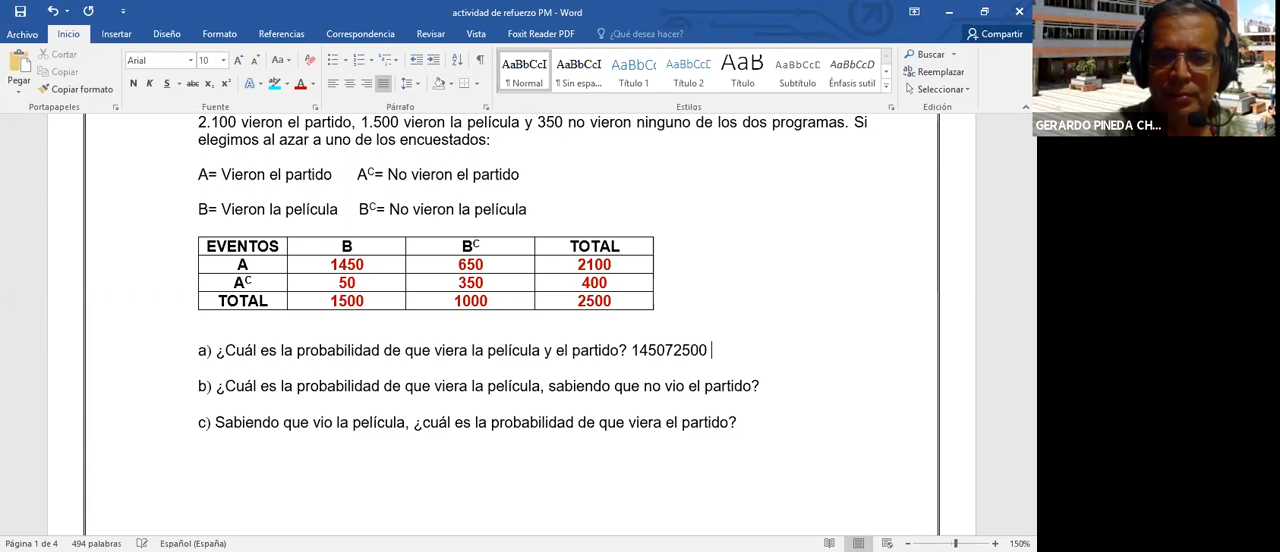 actividad de refuerzo PM - Word
Archivo Inicio Insertar Diseño Formato Referencias Correspondencia Revisar Vista Foxit Reader PDF ¿Qué desea hacer? Compartir
Pegar
Cortar
Copiar
Copiar formato
Portapapeles
Arial 10 Aa
N K S abc x₂ x² A A
Fuente
Párrafo
AaBbCcI AaBbCcI AaBbCc AaBbCcC AaB AaBbCcD AaBbCcD
¶ Normal ¶ Sin espa... Título 1 Título 2 Título Subtítulo Énfasis sutil
Estilos
Buscar
Reemplazar
Seleccionar
Edición
GERARDO PINEDA CH...
2.100 vieron el partido, 1.500 vieron la película y 350 no vieron ninguno de los dos programas. Si
elegimos al azar a uno de los encuestados:
A= Vieron el partido Aᶜ= No vieron el partido
B= Vieron la película Bᶜ= No vieron la película
EVENTOS B Bᶜ TOTAL
A 1450 650 2100
Aᶜ 50 350 400
TOTAL 1500 1000 2500
a) ¿Cuál es la probabilidad de que viera la película y el partido? 145072500
b) ¿Cuál es la probabilidad de que viera la película, sabiendo que no vio el partido?
c) Sabiendo que vio la película, ¿cuál es la probabilidad de que viera el partido?
Página 1 de 4 494 palabras Español (España) 150%